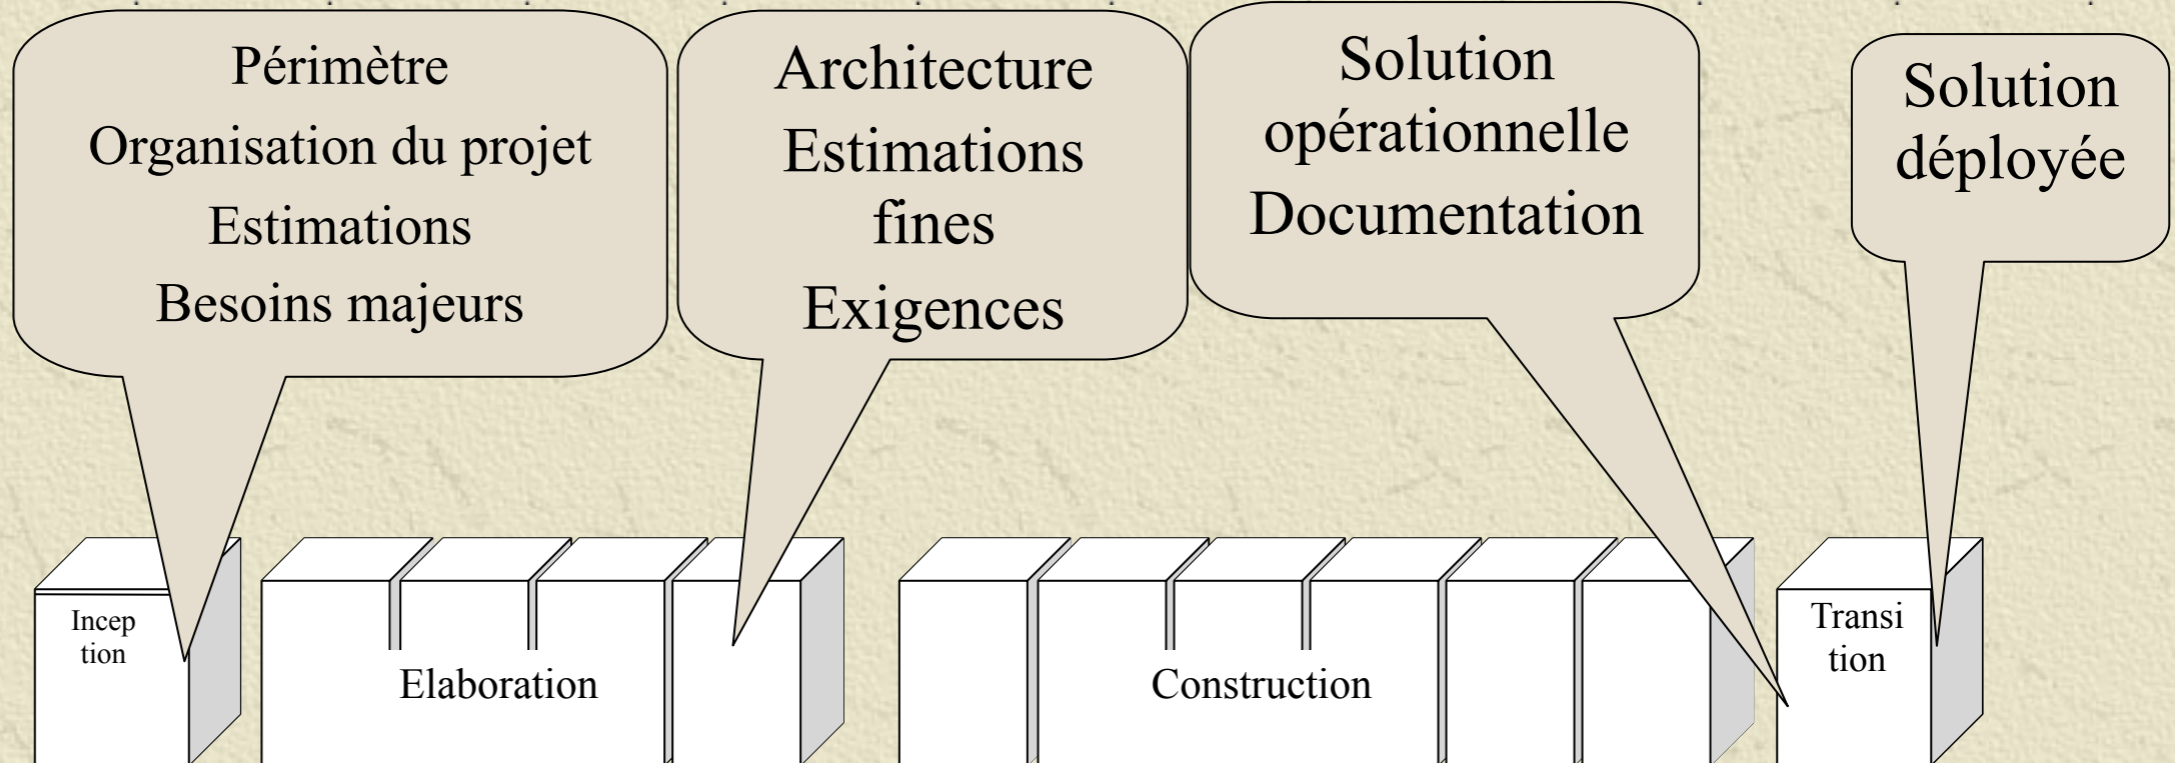 Périmètre
Organisation du projet
Estimations
Besoins majeurs
Architecture
Estimations
fines
Exigences
Solution
opérationnelle
Documentation
Solution
déployée
Incep
tion
Elaboration
Construction
Transi
tion